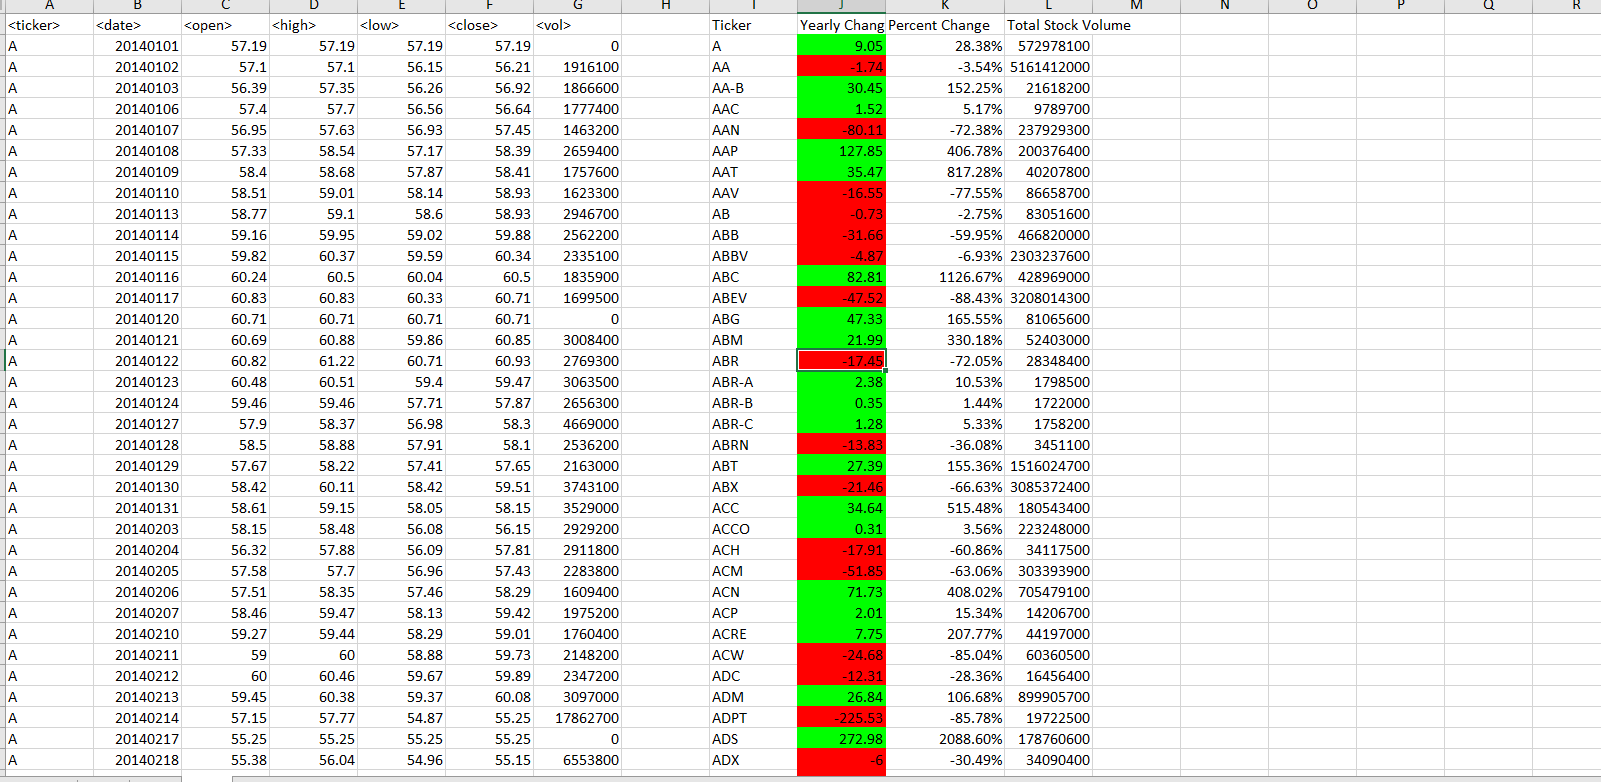 A B C D E F G H I J K L M N O P Q R
<ticker> <date> <open> <high> <low> <close> <vol> Ticker Yearly Chang Percent Change Total Stock Volume
A 20140101 57.19 57.19 57.19 57.19 0 A 9.05 28.38% 572978100
A 20140102 57.1 57.1 56.15 56.21 1916100 AA -1.74 -3.54% 5161412000
A 20140103 56.39 57.35 56.26 56.92 1866600 AA-B 30.45 152.25% 21618200
A 20140106 57.4 57.7 56.56 56.64 1777400 AAC 1.52 5.17% 9789700
A 20140107 56.95 57.63 56.93 57.45 1463200 AAN -80.11 -72.38% 237929300
A 20140108 57.33 58.54 57.17 58.39 2659400 AAP 127.85 406.78% 200376400
A 20140109 58.4 58.68 57.87 58.41 1757600 AAT 35.47 817.28% 40207800
A 20140110 58.51 59.01 58.14 58.93 1623300 AAV -16.55 -77.55% 86658700
A 20140113 58.77 59.1 58.6 58.93 2946700 AB -0.73 -2.75% 83051600
A 20140114 59.16 59.95 59.02 59.88 2562200 ABB -31.66 -59.95% 466820000
A 20140115 59.82 60.37 59.59 60.34 2335100 ABBV -4.87 -6.93% 2303237600
A 20140116 60.24 60.5 60.04 60.5 1835900 ABC 82.81 1126.67% 428969000
A 20140117 60.83 60.83 60.33 60.71 1699500 ABEV -47.52 -88.43% 3208014300
A 20140120 60.71 60.71 60.71 60.71 0 ABG 47.33 165.55% 81065600
A 20140121 60.69 60.88 59.86 60.85 3008400 ABM 21.99 330.18% 52403000
A 20140122 60.82 61.22 60.71 60.93 2769300 ABR -17.45 -72.05% 28348400
A 20140123 60.48 60.51 59.4 59.47 3063500 ABR-A 2.38 10.53% 1798500
A 20140124 59.46 59.46 57.71 57.87 2656300 ABR-B 0.35 1.44% 1722000
A 20140127 57.9 58.37 56.98 58.3 4669000 ABR-C 1.28 5.33% 1758200
A 20140128 58.5 58.88 57.91 58.1 2536200 ABRN -13.83 -36.08% 3451100
A 20140129 57.67 58.22 57.41 57.65 2163000 ABT 27.39 155.36% 1516024700
A 20140130 58.42 60.11 58.42 59.51 3743100 ABX -21.46 -66.63% 3085372400
A 20140131 58.61 59.15 58.05 58.15 3529000 ACC 34.64 515.48% 180543400
A 20140203 58.15 58.48 56.08 56.15 2929200 ACCO 0.31 3.56% 223248000
A 20140204 56.32 57.88 56.09 57.81 2911800 ACH -17.91 -60.86% 34117500
A 20140205 57.58 57.7 56.96 57.43 2283800 ACM -51.85 -63.06% 303393900
A 20140206 57.51 58.35 57.46 58.29 1609400 ACN 71.73 408.02% 705479100
A 20140207 58.46 59.47 58.13 59.42 1975200 ACP 2.01 15.34% 14206700
A 20140210 59.27 59.44 58.29 59.01 1760400 ACRE 7.75 207.77% 44197000
A 20140211 59 60 58.88 59.73 2148200 ACW -24.68 -85.04% 60360500
A 20140212 60 60.46 59.67 59.89 2347200 ADC -12.31 -28.36% 16456400
A 20140213 59.45 60.38 59.37 60.08 3097000 ADM 26.84 106.68% 899905700
A 20140214 57.15 57.77 54.87 55.25 17862700 ADPT -225.53 -85.78% 19722500
A 20140217 55.25 55.25 55.25 55.25 0 ADS 272.98 2088.60% 178760600
A 20140218 55.38 56.04 54.96 55.15 6553800 ADX -6 -30.49% 34090400